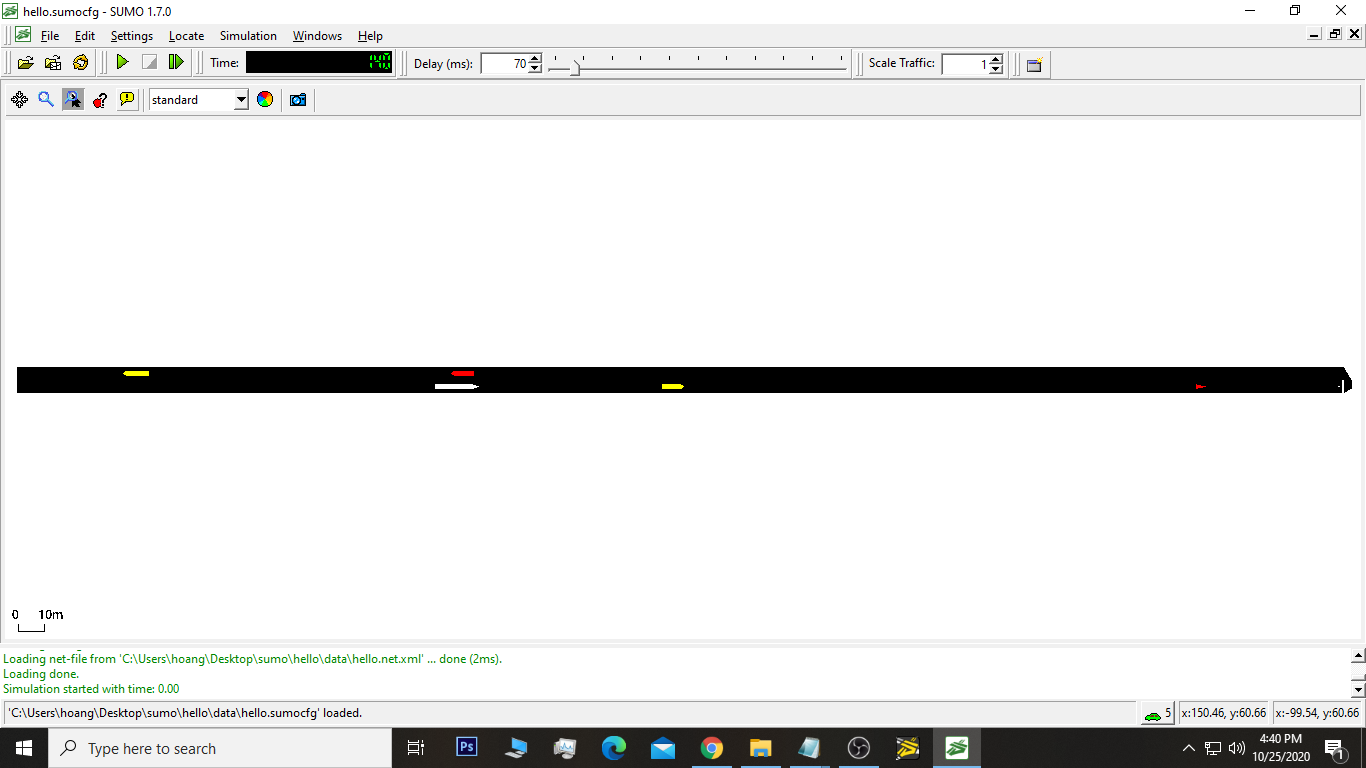 hello.sumocfg - SUMO 1.7.0
File Edit Settings Locate Simulation Windows Help
Time: 140 Delay (ms): 70 Scale Traffic: 1
standard
0 10m
Loading net-file from 'C:\Users\hoang\Desktop\sumo\hello\data\hello.net.xml' ... done (2ms).
Loading done.
Simulation started with time: 0.00
'C:\Users\hoang\Desktop\sumo\hello\data\hello.sumocfg' loaded. 5 x:150.46, y:60.66 x:-99.54, y:60.66
Type here to search Ps 4:40 PM
10/25/2020 1